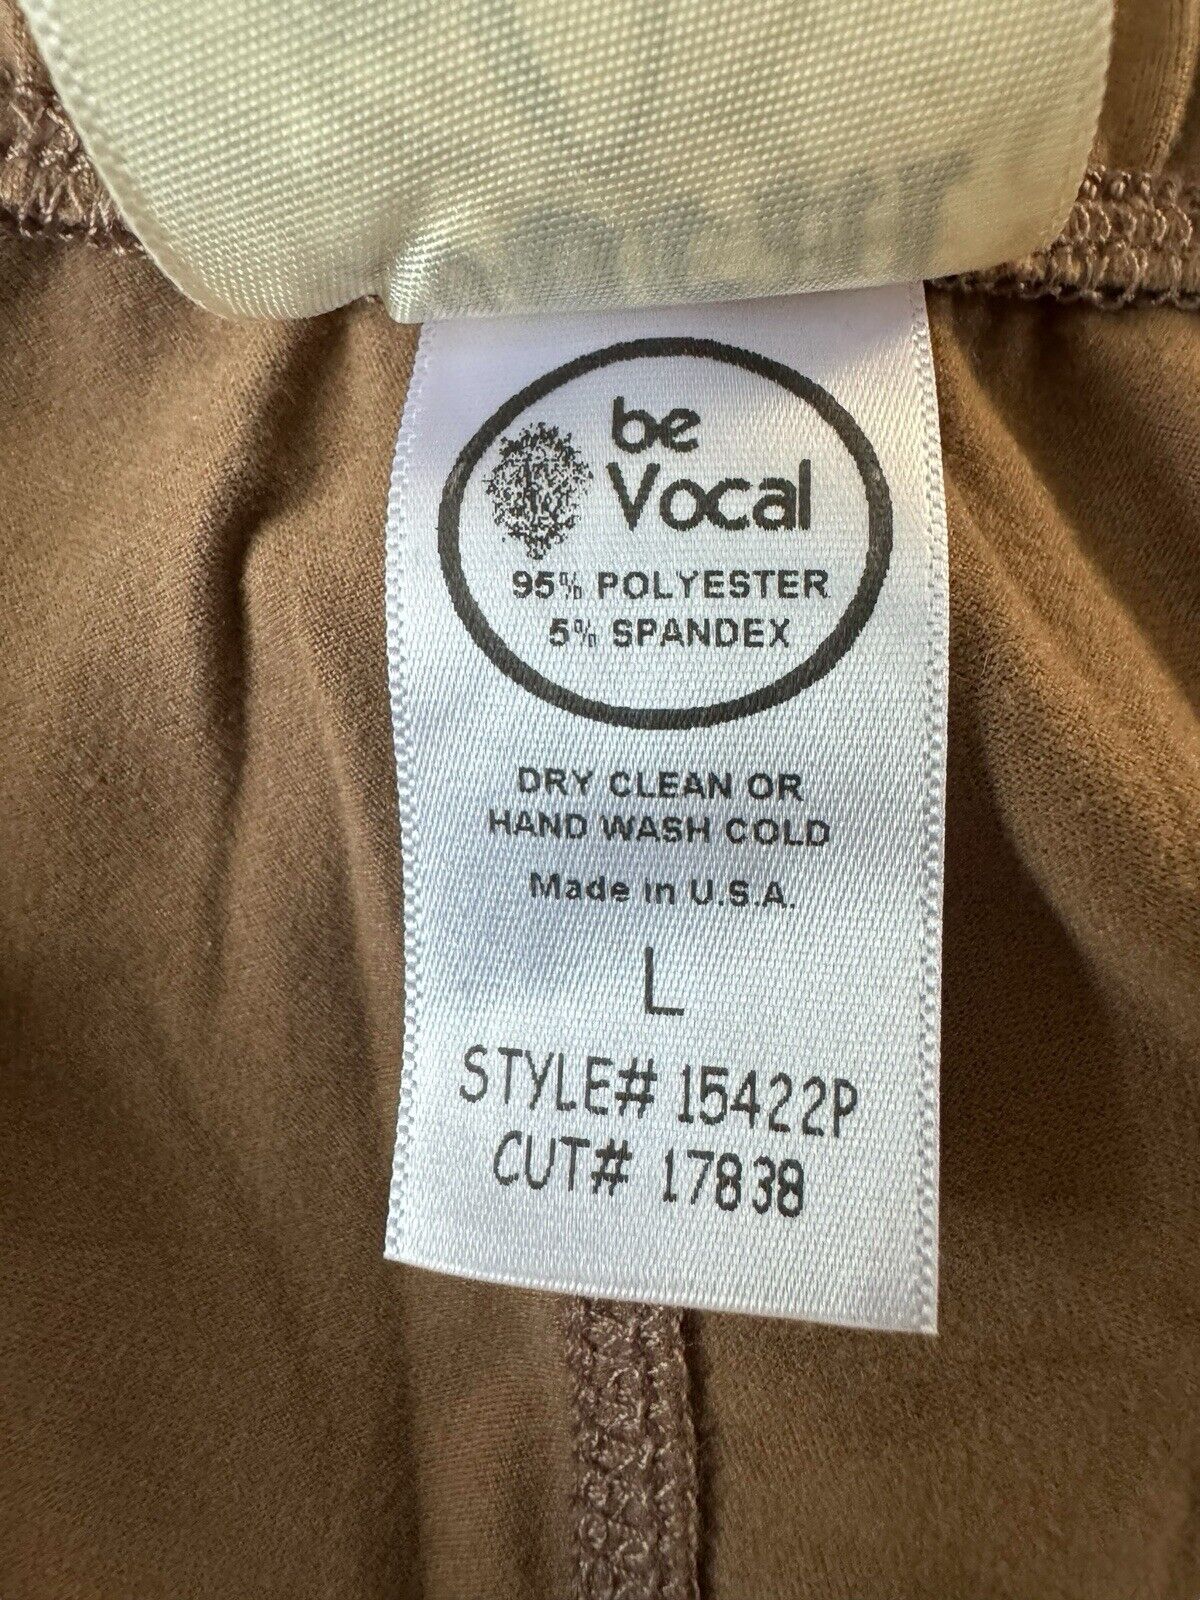 be
Vocal
95% POLYESTER
5% SPANDEX
DRY CLEAN OR
HAND WASH COLD
Made in U.S.A.
L
STYLE# 15422P
CUT# 17838